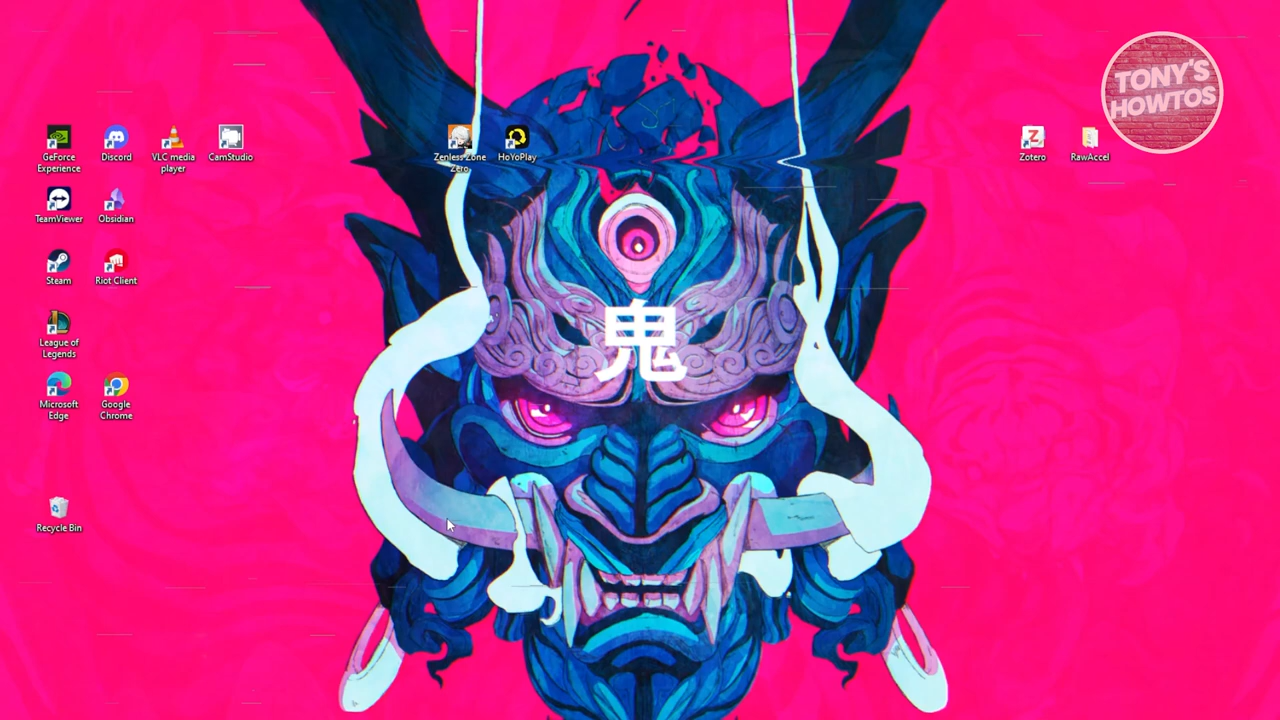 TONY'S
HOWTOS
GeForce
Experience
Discord
VLC media
player
CamStudio
Zenless Zone
Zero
HoYoPlay
Zotero
RawAccel
TeamViewer
Obsidian
Steam
Riot Client
鬼
League of
Legends
Microsoft
Edge
Google
Chrome
Recycle Bin